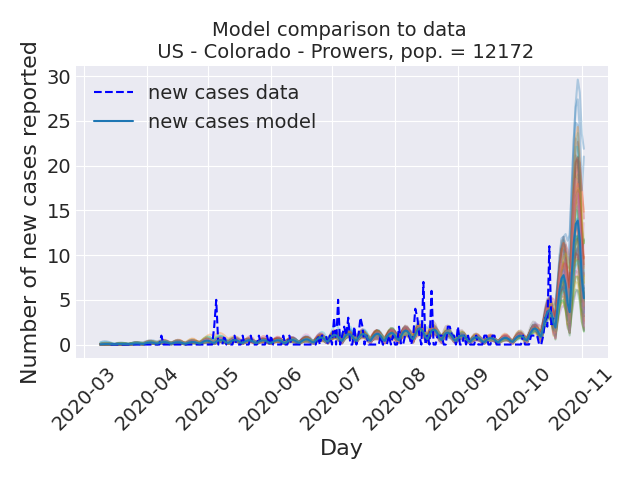 Model comparison to data
US - Colorado - Prowers, pop. = 12172
Number of new cases reported
30
25
20
15
10
5
0
new cases data
new cases model
2020-03
2020-04
2020-05
2020-06
2020-07
2020-08
2020-09
2020-10
2020-11
Day